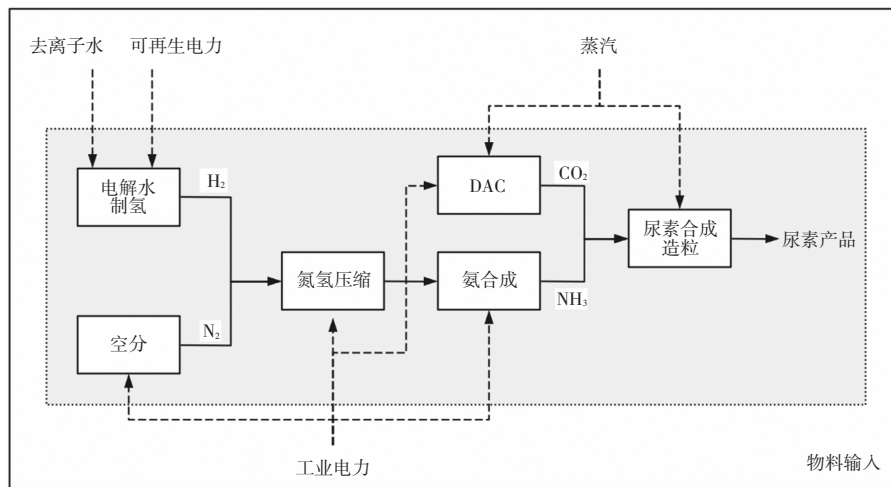 去离子水
可再生电力
蒸汽
电解水
制氢
H₂
DAC
CO₂
尿素合成
造粒
尿素产品
氮氢压缩
氨合成
NH₃
空分
N₂
工业电力
物料输入